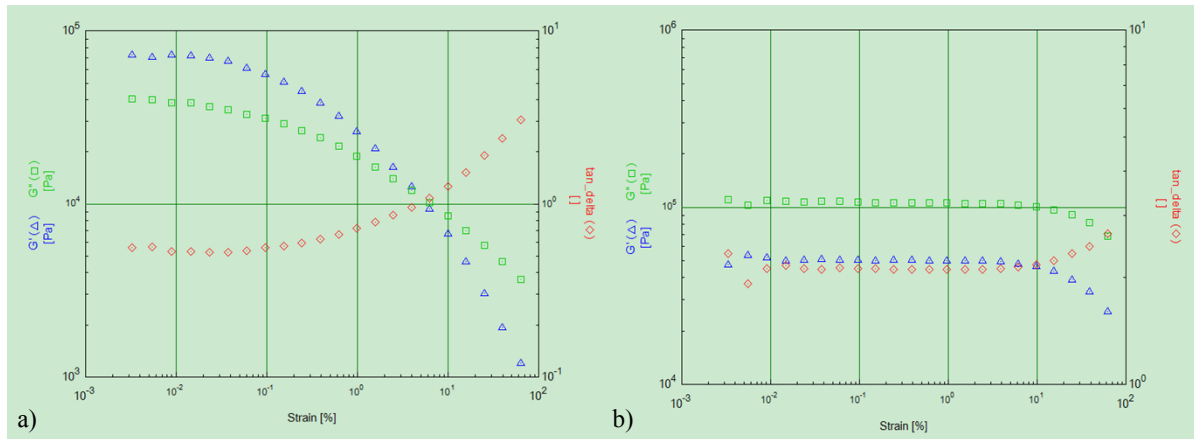 10^5
10^4
10^3
10^1
10^0
10^-1
G" (□)
[Pa]
G' (△)
[Pa]
tan_delta (◇)
[]
10^-3
10^-2
10^-1
10^0
10^1
10^2
Strain [%]
a)
10^6
10^5
10^4
10^1
10^0
G" (□)
[Pa]
G' (△)
[Pa]
tan_delta (◇)
[]
10^-3
10^-2
10^-1
10^0
10^1
10^2
Strain [%]
b)